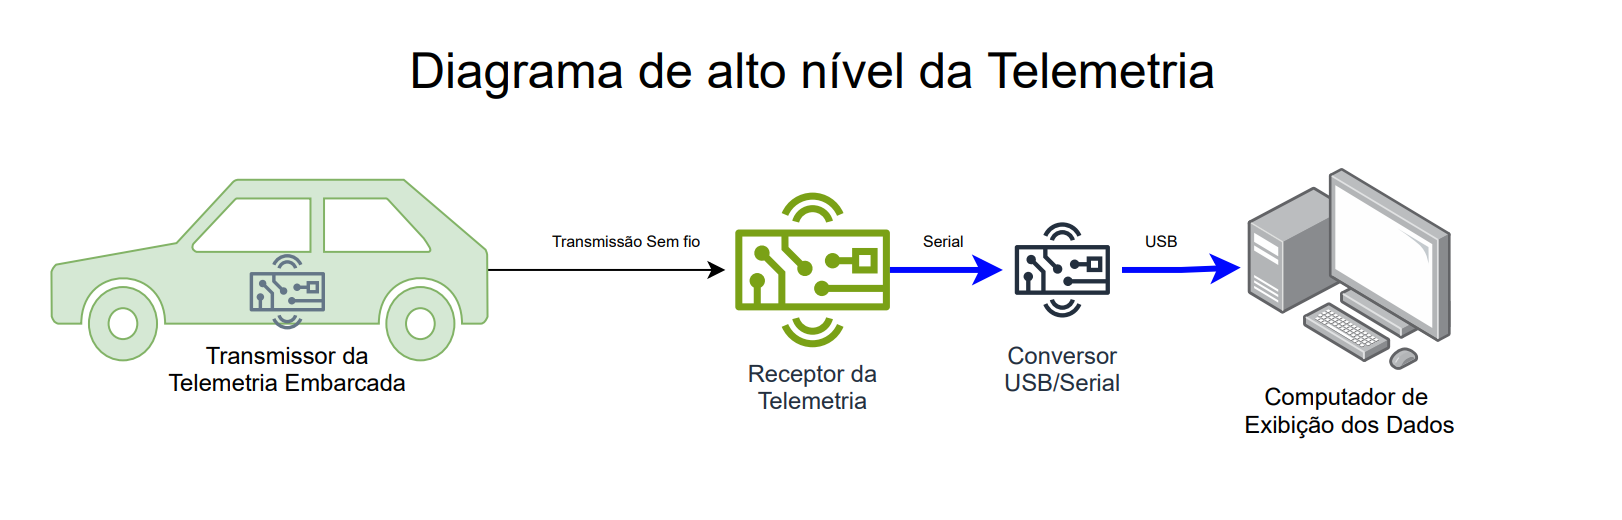 Diagrama de alto nível da Telemetria
Transmissão Sem fio
Serial
USB
Transmissor da
Telemetria Embarcada
Receptor da
Telemetria
Conversor
USB/Serial
Computador de
Exibição dos Dados